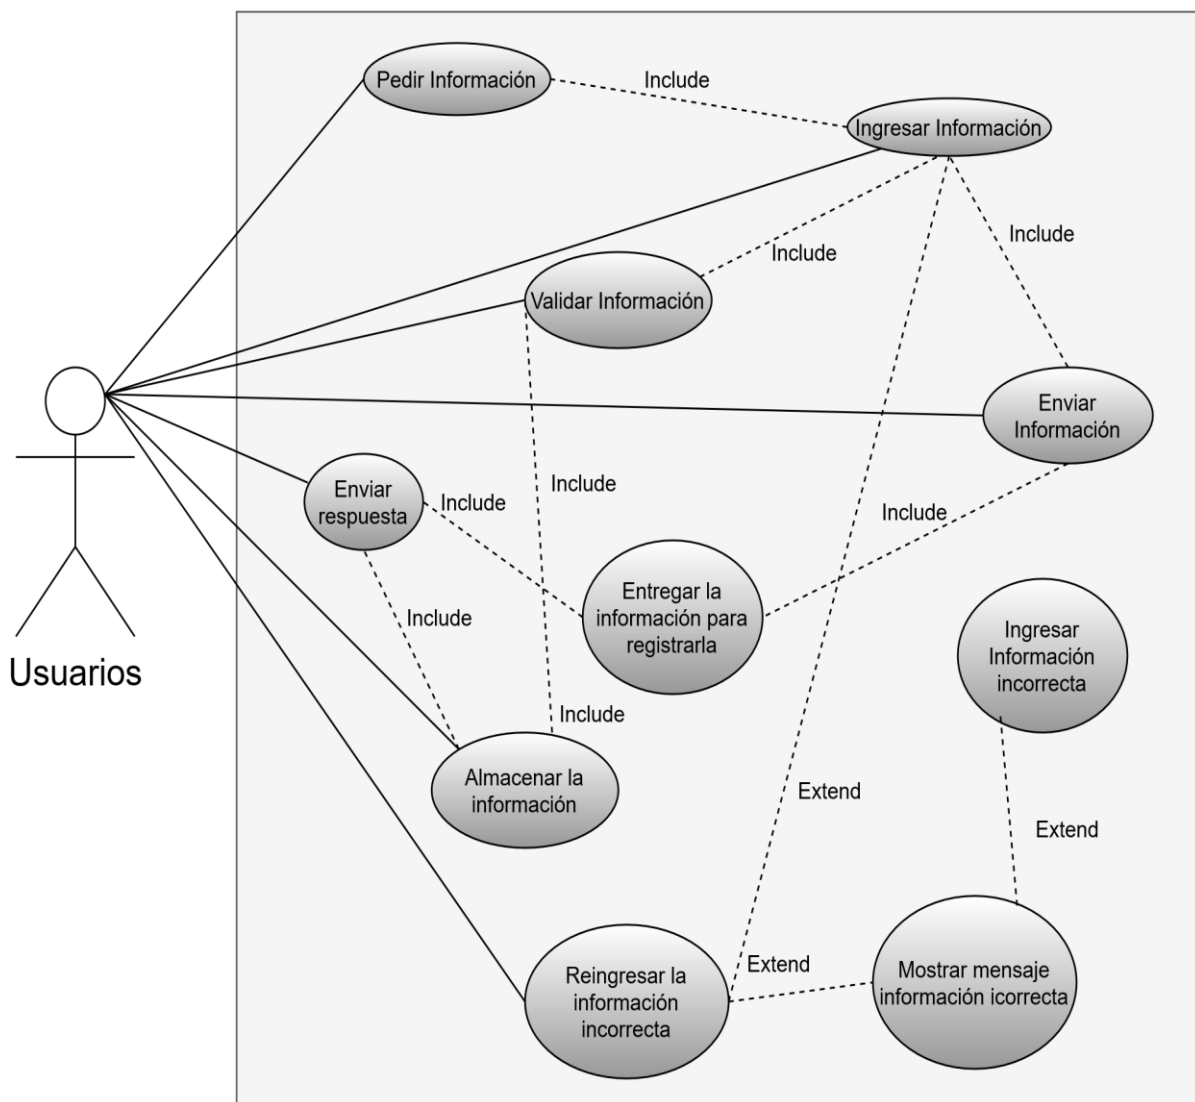 Pedir Información
Include
Ingresar Información
Include
Include
Validar Información
Enviar
Información
Include
Enviar
respuesta
Include
Include
Entregar la
información para
registrarla
Include
Ingresar
Información
incorrecta
Usuarios
Include
Almacenar la
información
Extend
Extend
Reingresar la
información
incorrecta
Extend
Mostrar mensaje
información icorrecta